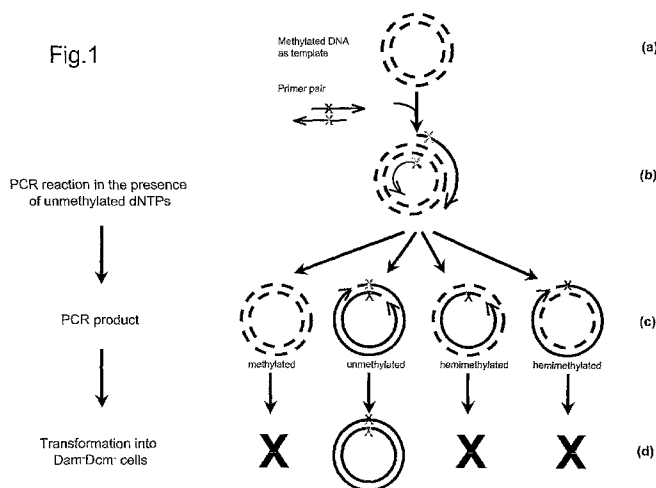 Fig.1
Methylated DNA
as template
(a)
Primer pair
X
X
X
X
PCR reaction in the presence
of unmethylated dNTPs
(b)
PCR product
X
X
X
X
(c)
methylated
unmethylated
hemimethylated
hemimethylated
Transformation into
Dam⁻Dcm⁻ cells
X
X
X
X
X
(d)